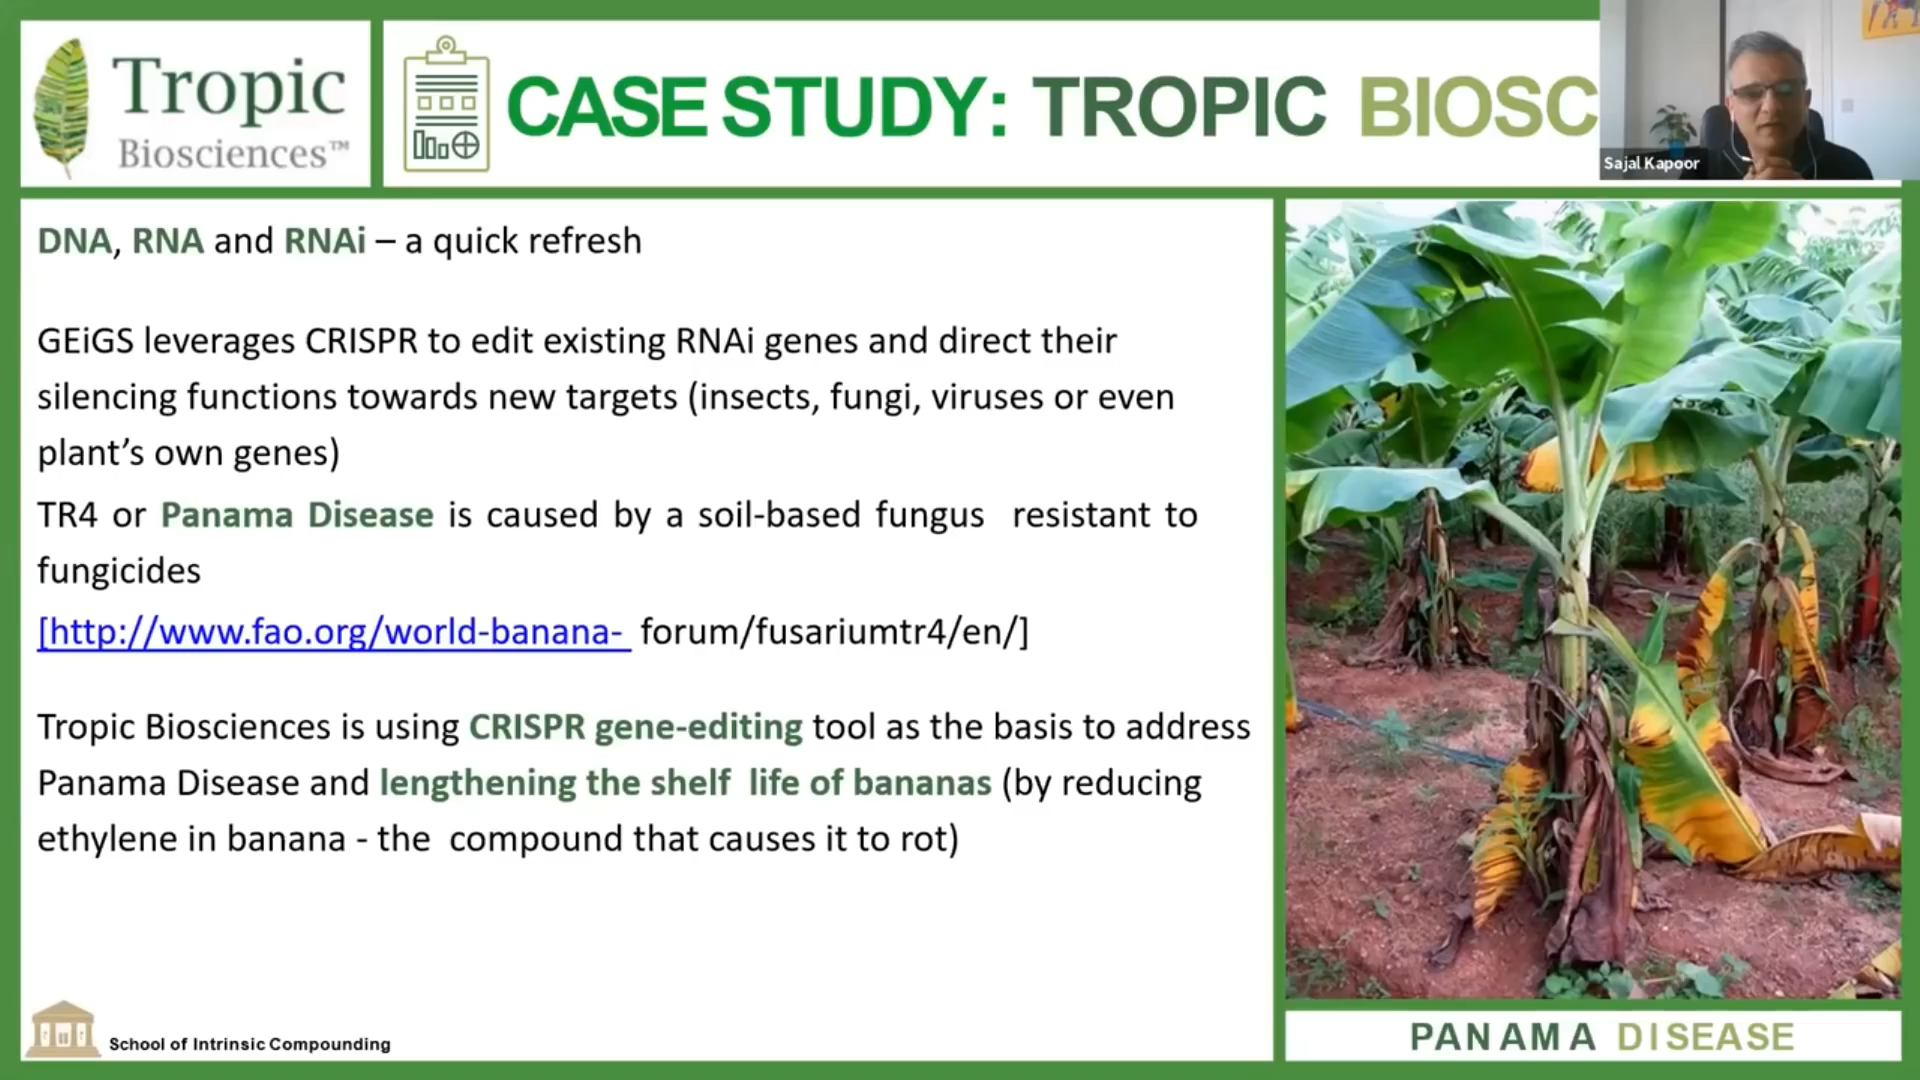 Tropic
Biosciences™
CASE STUDY: TROPIC BIOSC
Sajal Kapoor
DNA, RNA and RNAi – a quick refresh
GEiGS leverages CRISPR to edit existing RNAi genes and direct their
silencing functions towards new targets (insects, fungi, viruses or even
plant’s own genes)
TR4 or Panama Disease is caused by a soil-based fungus resistant to
fungicides
[http://www.fao.org/world-banana- forum/fusariumtr4/en/]
Tropic Biosciences is using CRISPR gene-editing tool as the basis to address
Panama Disease and lengthening the shelf life of bananas (by reducing
ethylene in banana - the compound that causes it to rot)
School of Intrinsic Compounding
PANAMA DISEASE